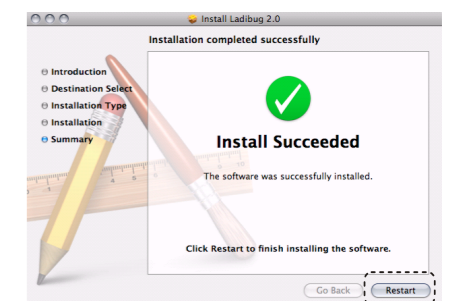 Install Ladibug 2.0
Installation completed successfully
Introduction
Destination Select
Installation Type
Installation
Summary
Install Succeeded
The software was successfully installed.
Click Restart to finish installing the software.
Go Back
Restart